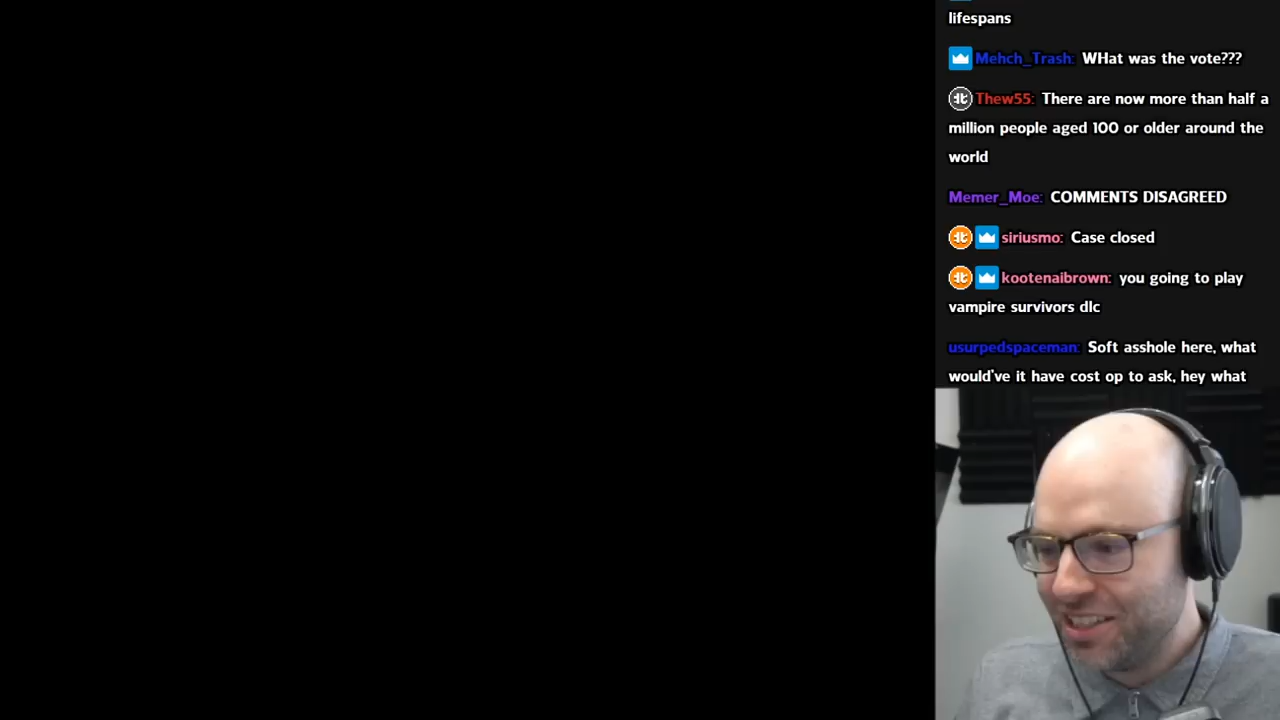 lifespans
Mehch_Trash: WHat was the vote???
Thew55: There are now more than half a
million people aged 100 or older around the
world
Memer_Moe: COMMENTS DISAGREED
siriusmo: Case closed
kootenaibrown: you going to play
vampire survivors dlc
usurpedspaceman: Soft asshole here, what
would've it have cost op to ask, hey what